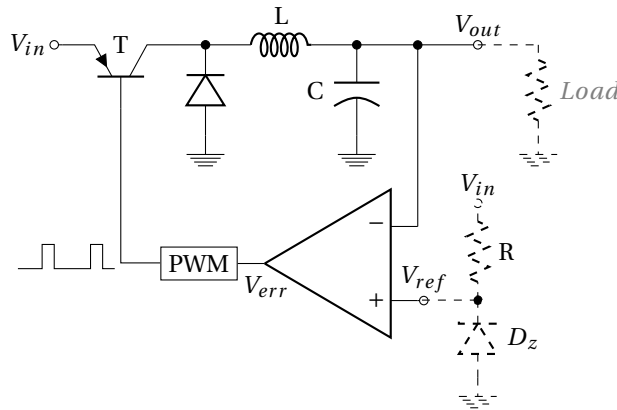 L
V_in
T
V_out
C
Load
V_in
−
R
PWM
V_err
V_ref
+
D_z